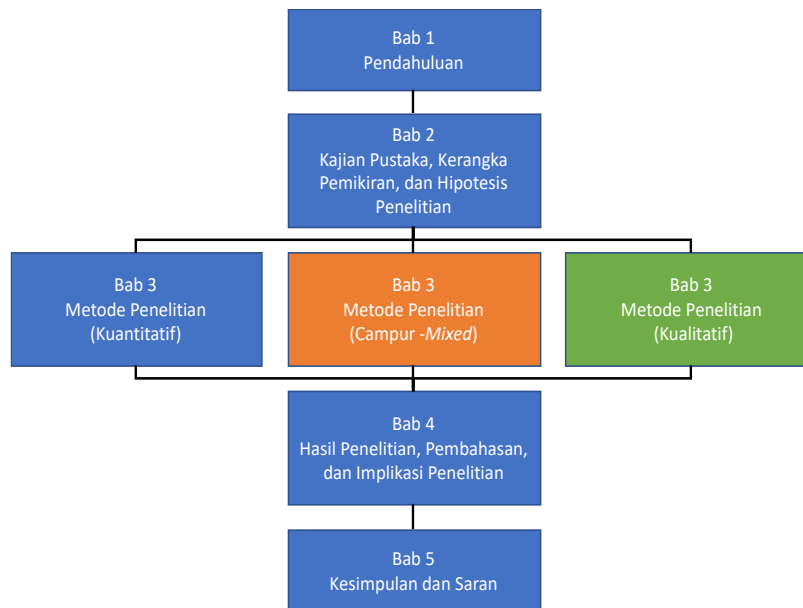 Bab 1
Pendahuluan
Bab 2
Kajian Pustaka, Kerangka
Pemikiran, dan Hipotesis
Penelitian
Bab 3
Metode Penelitian
(Kuantitatif)
Bab 3
Metode Penelitian
(Campur -Mixed)
Bab 3
Metode Penelitian
(Kualitatif)
Bab 4
Hasil Penelitian, Pembahasan,
dan Implikasi Penelitian
Bab 5
Kesimpulan dan Saran